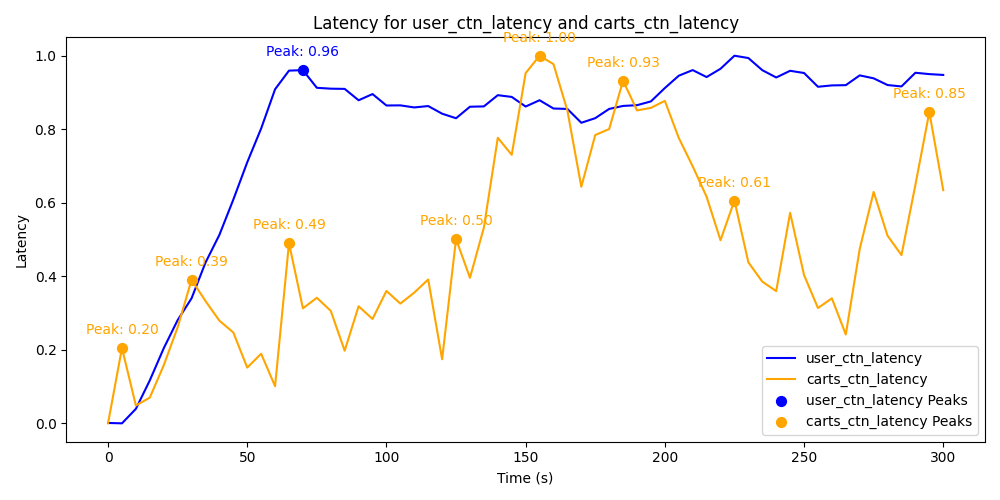 Latency for user_ctn_latency and carts_ctn_latency
Peak: 0.96
Peak: 1.00
Peak: 0.93
Peak: 0.85
Peak: 0.61
Peak: 0.49
Peak: 0.50
Peak: 0.39
Peak: 0.20
Latency
1.0
0.8
0.6
0.4
0.2
0.0
0
50
100
150
200
250
300
Time (s)
user_ctn_latency
carts_ctn_latency
user_ctn_latency Peaks
carts_ctn_latency Peaks